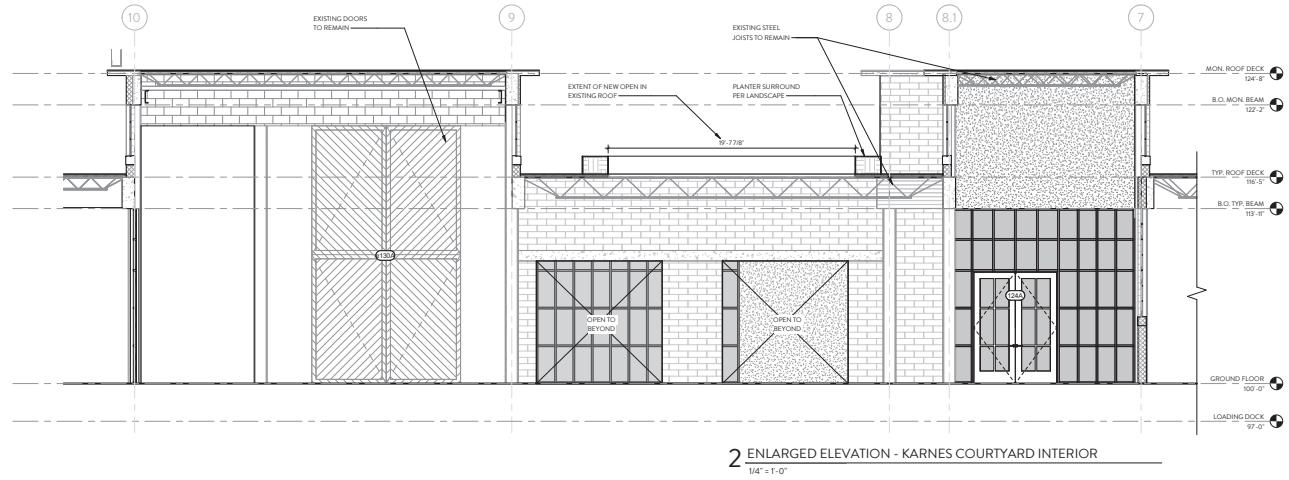 10
9
8
8.1
7
EXISTING DOORS
TO REMAIN
EXISTING STEEL
JOISTS TO REMAIN
EXTENT OF NEW OPEN IN
EXISTING ROOF
PLANTER SURROUND
PER LANDSCAPE
19'-7 7/8"
MON. ROOF DECK
124'-8"
B.O. MON. BEAM
122'-2"
TYP. ROOF DECK
116'-5"
B.O. TYP. BEAM
113'-11"
r130A
124A
OPEN TO
BEYOND
OPEN TO
BEYOND
GROUND FLOOR
100'-0"
LOADING DOCK
97'-0"
2 ENLARGED ELEVATION - KARNES COURTYARD INTERIOR
1/4" = 1'-0"